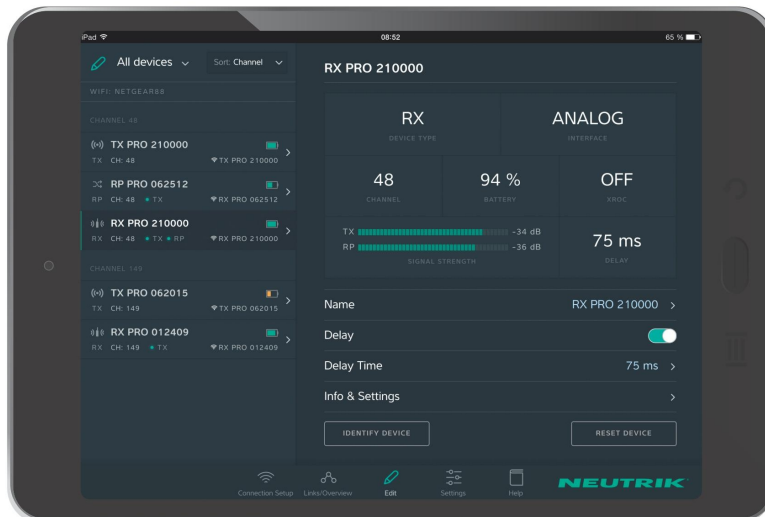 iPad 08:52 65 %
All devices Sort: Channel
WIFI: NETGEAR88
CHANNEL 48
TX PRO 210000
TX CH: 48 TX PRO 210000
RP PRO 062512
RP CH: 48 TX RX PRO 062512
RX PRO 210000
RX CH: 48 TX RP RX PRO 210000
CHANNEL 149
TX PRO 062015
TX CH: 149 TX PRO 062015
RX PRO 012409
RX CH: 149 TX RX PRO 012409
RX PRO 210000
RX ANALOG
DEVICE TYPE INTERFACE
48 94 % OFF
CHANNEL BATTERY XROC
TX -34 dB
RP -36 dB
SIGNAL STRENGTH
75 ms
DELAY
Name RX PRO 210000
Delay
Delay Time 75 ms
Info & Settings
IDENTIFY DEVICE RESET DEVICE
Connection Setup Links/Overview Edit Settings Help NEUTRIK